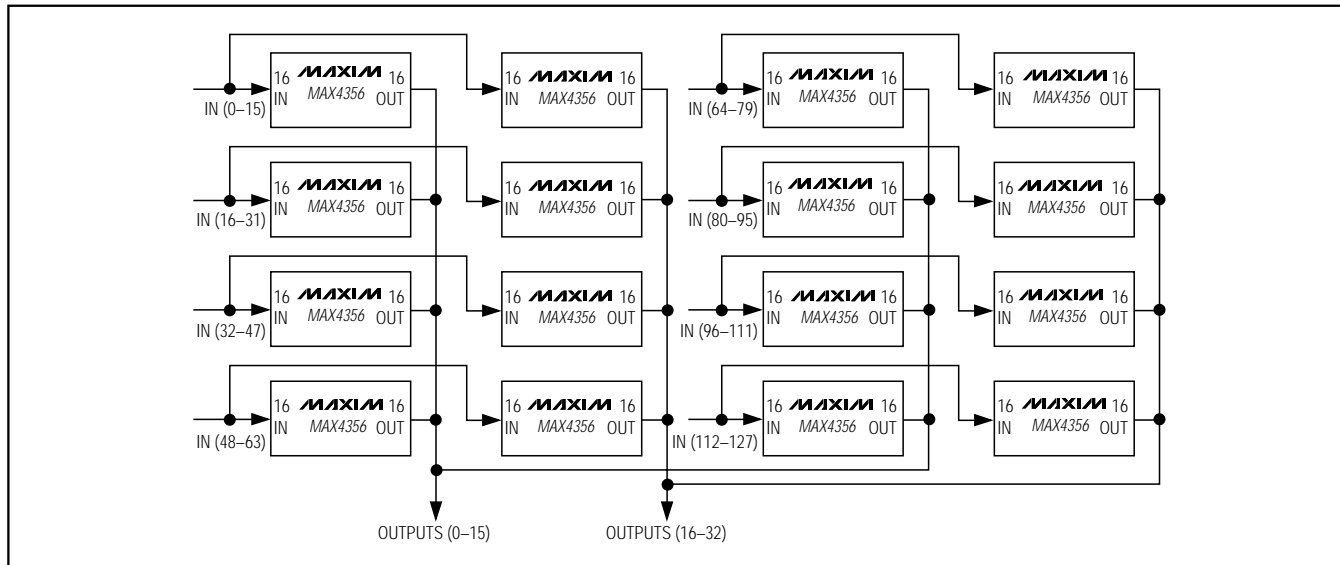 16 MAXIM 16
IN MAX4356 OUT
IN (0–15)
16 MAXIM 16
IN MAX4356 OUT
16 MAXIM 16
IN MAX4356 OUT
IN (64–79)
16 MAXIM 16
IN MAX4356 OUT
16 MAXIM 16
IN MAX4356 OUT
IN (16–31)
16 MAXIM 16
IN MAX4356 OUT
16 MAXIM 16
IN MAX4356 OUT
IN (80–95)
16 MAXIM 16
IN MAX4356 OUT
16 MAXIM 16
IN MAX4356 OUT
IN (32–47)
16 MAXIM 16
IN MAX4356 OUT
16 MAXIM 16
IN MAX4356 OUT
IN (96–111)
16 MAXIM 16
IN MAX4356 OUT
16 MAXIM 16
IN MAX4356 OUT
IN (48–63)
16 MAXIM 16
IN MAX4356 OUT
16 MAXIM 16
IN MAX4356 OUT
IN (112–127)
16 MAXIM 16
IN MAX4356 OUT
OUTPUTS (0–15)
OUTPUTS (16–32)